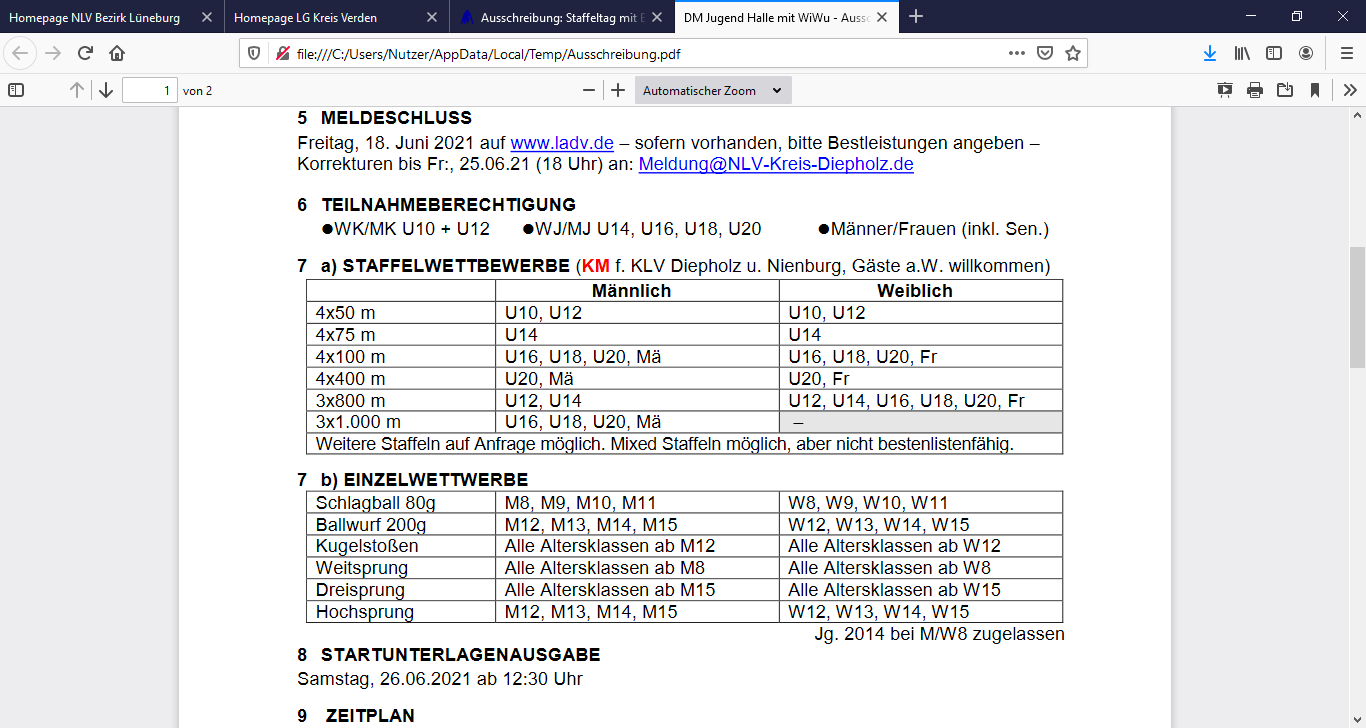 Homepage NLV Bezirk Lüneburg Homepage LG Kreis Verden Ausschreibung: Staffeltag mit DM Jugend Halle mit WiWu - Aussc
file:///C:/Users/Nutzer/AppData/Local/Temp/Ausschreibung.pdf
1 von 2 Automatischer Zoom
5 MELDESCHLUSS
Freitag, 18. Juni 2021 auf www.ladv.de – sofern vorhanden, bitte Bestleistungen angeben –
Korrekturen bis Fr:, 25.06.21 (18 Uhr) an: Meldung@NLV-Kreis-Diepholz.de
6 TEILNAHMEBERECHTIGUNG
●WK/MK U10 + U12 ●WJ/MJ U14, U16, U18, U20 ●Männer/Frauen (inkl. Sen.)
7 a) STAFFELWETTBEWERBE (KM f. KLV Diepholz u. Nienburg, Gäste a.W. willkommen)
Männlich Weiblich
4x50 m U10, U12 U10, U12
4x75 m U14 U14
4x100 m U16, U18, U20, Mä U16, U18, U20, Fr
4x400 m U20, Mä U20, Fr
3x800 m U12, U14 U12, U14, U16, U18, U20, Fr
3x1.000 m U16, U18, U20, Mä –
Weitere Staffeln auf Anfrage möglich. Mixed Staffeln möglich, aber nicht bestenlistenfähig.
7 b) EINZELWETTWERBE
Schlagball 80g M8, M9, M10, M11 W8, W9, W10, W11
Ballwurf 200g M12, M13, M14, M15 W12, W13, W14, W15
Kugelstoßen Alle Altersklassen ab M12 Alle Altersklassen ab W12
Weitsprung Alle Altersklassen ab M8 Alle Altersklassen ab W8
Dreisprung Alle Altersklassen ab M15 Alle Altersklassen ab W15
Hochsprung M12, M13, M14, M15 W12, W13, W14, W15
Jg. 2014 bei M/W8 zugelassen
8 STARTUNTERLAGENAUSGABE
Samstag, 26.06.2021 ab 12:30 Uhr
9 ZEITPLAN